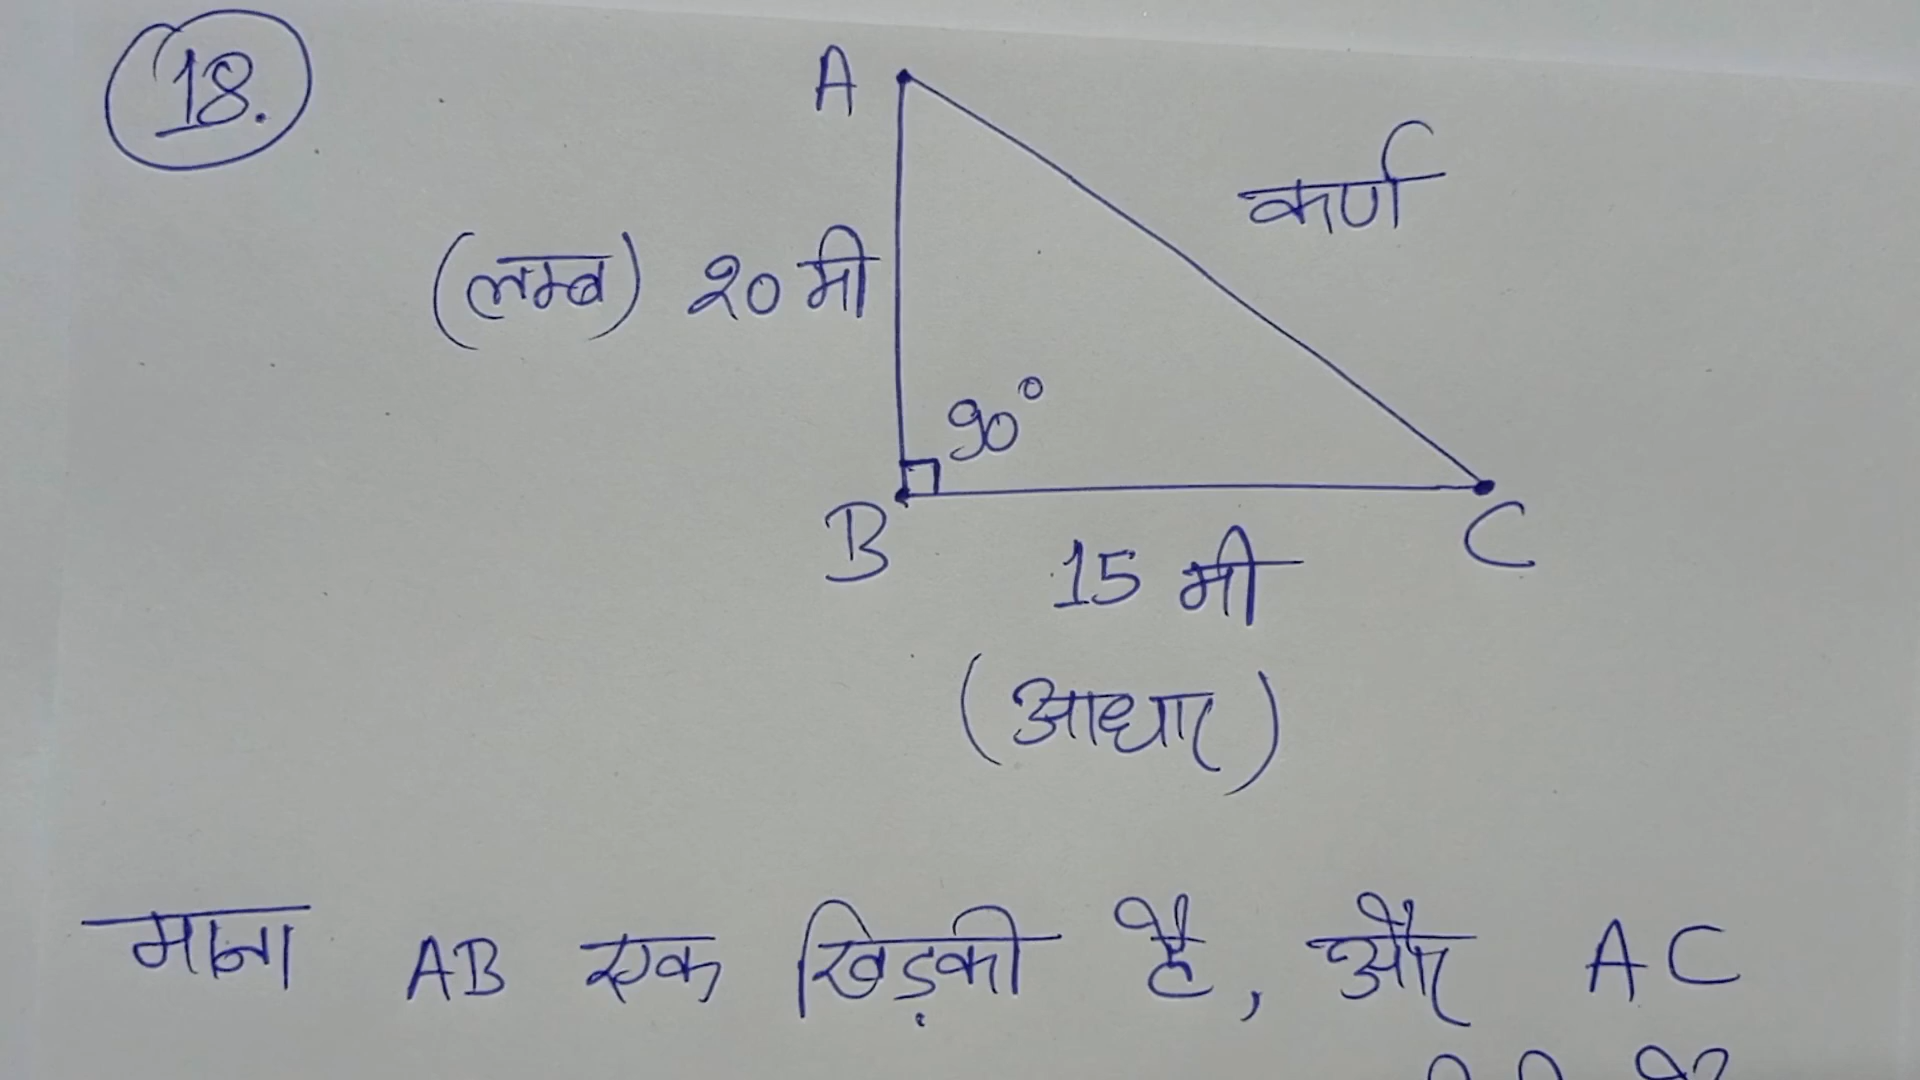 18.
A
कर्ण
(लम्ब) 20 मी
90°
B
C
15 मी
(आधार)
माना AB एक खिड़की है, और AC